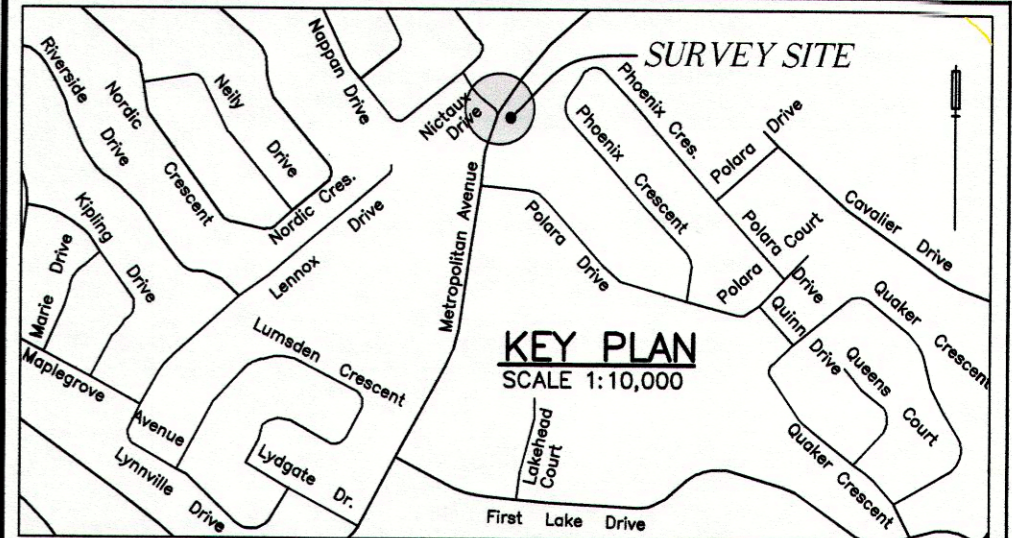 SURVEY SITE
Riverside
Drive
Nordic
Crescent
Neily
Drive
Nappan
Drive
Nictaux
Drive
Phoenix Cres.
Phoenix
Crescent
Polara
Drive
Cavalier Drive
Polara
Court
Nordic Cres.
Lennox
Drive
Metropolitan Avenue
Polara
Drive
Polara
Drive
Quinn
Drive
Quaker
Crescent
Queens
Court
Quaker
Crescent
Kipling
Drive
Marie
Drive
Maplegrove
Avenue
Lumsden
Crescent
Lydgate Dr.
Lynnville
Drive
KEY PLAN
SCALE 1:10,000
Lakehead
Court
First Lake Drive